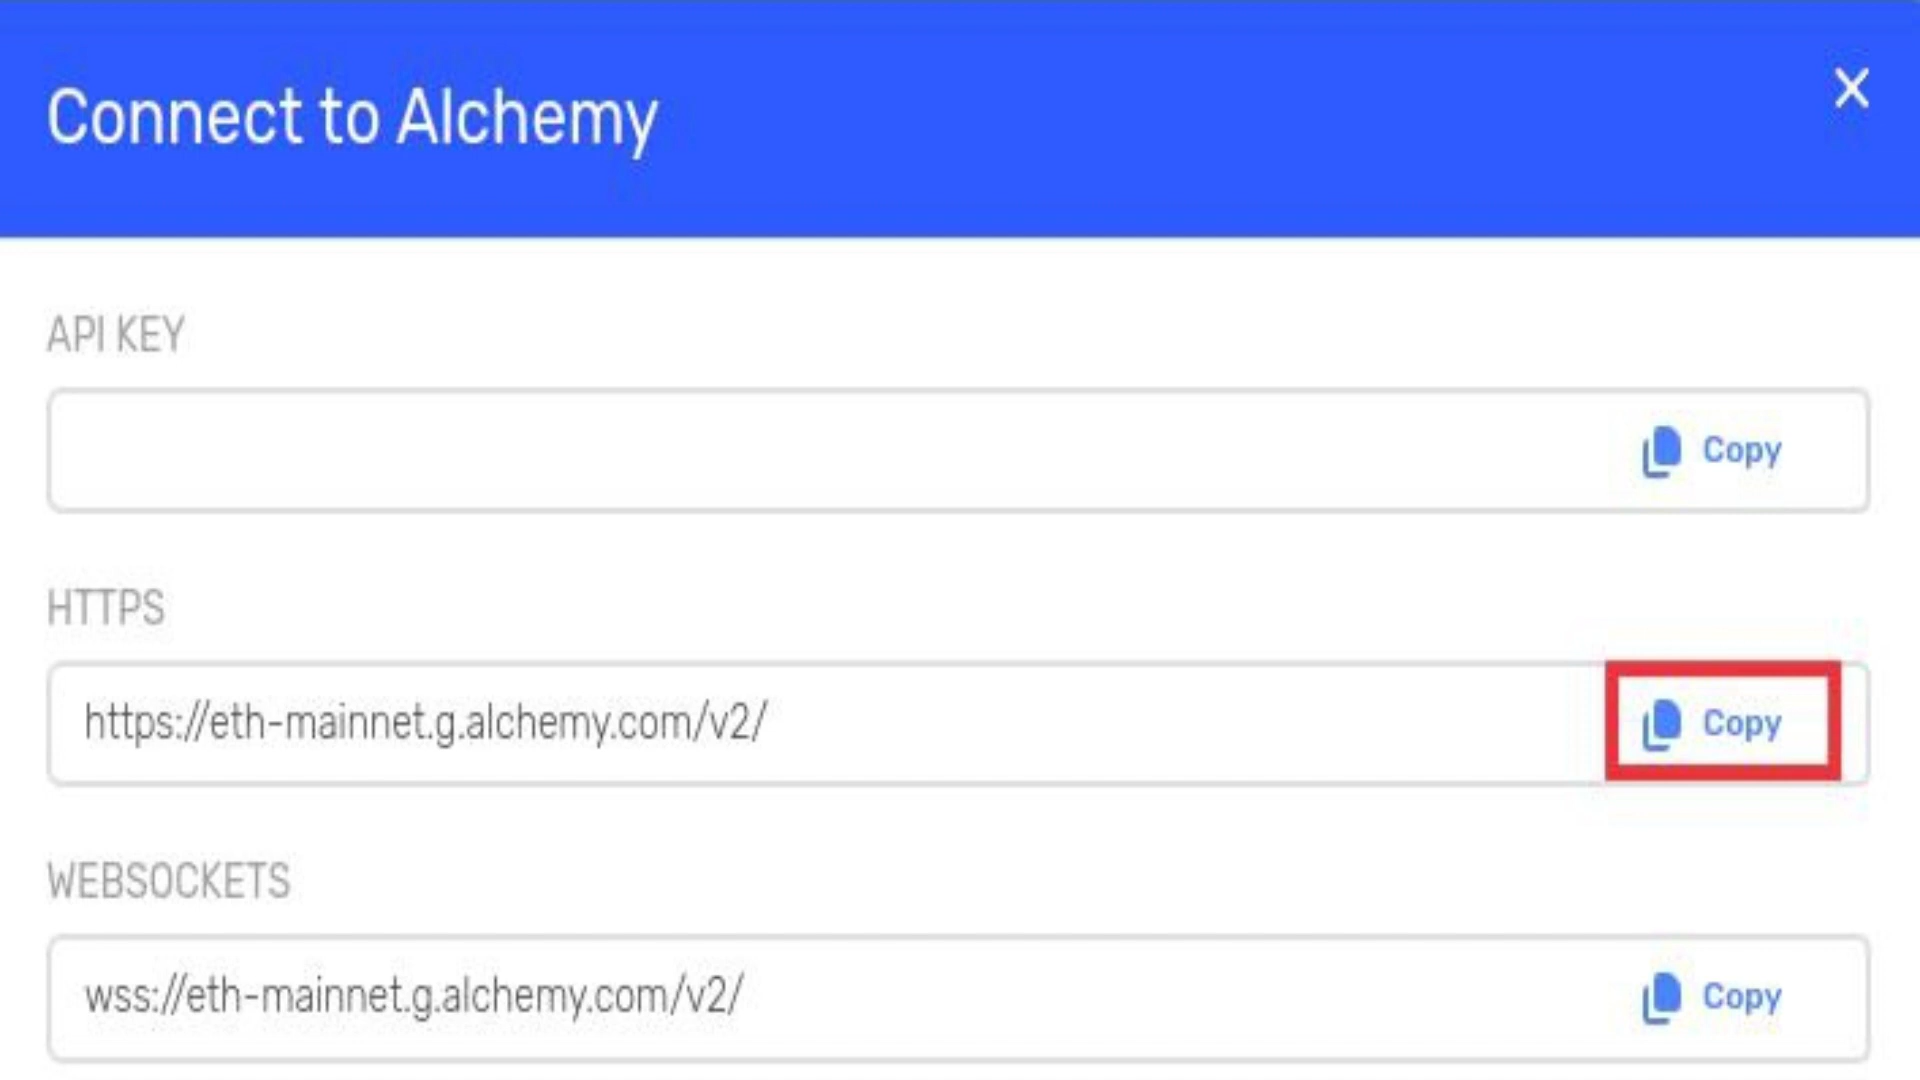 Connect to Alchemy
API KEY
Copy
HTTPS
https://eth-mainnet.g.alchemy.com/v2/ Copy
WEBSOCKETS
wss://eth-mainnet.g.alchemy.com/v2/ Copy